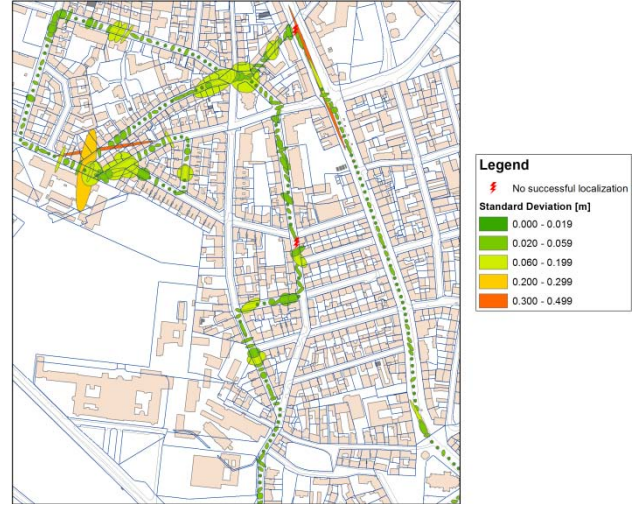 Legend
No successful localization
Standard Deviation [m]
0.000 - 0.019
0.020 - 0.059
0.060 - 0.199
0.200 - 0.299
0.300 - 0.499